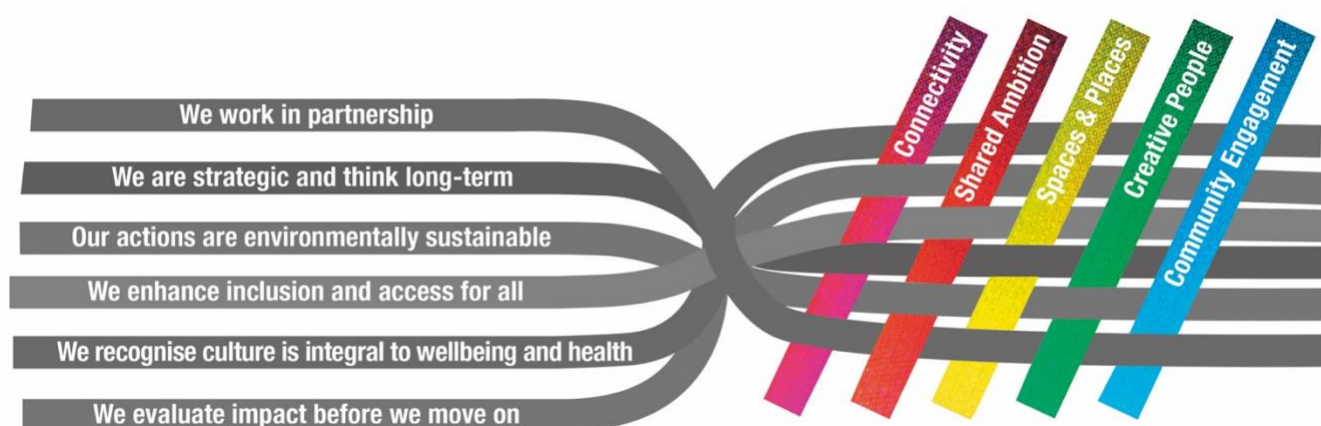 We work in partnership
We are strategic and think long-term
Our actions are environmentally sustainable
We enhance inclusion and access for all
We recognise culture is integral to wellbeing and health
We evaluate impact before we move on
Connectivity
Shared Ambition
Spaces & Places
Creative People
Community Engagement